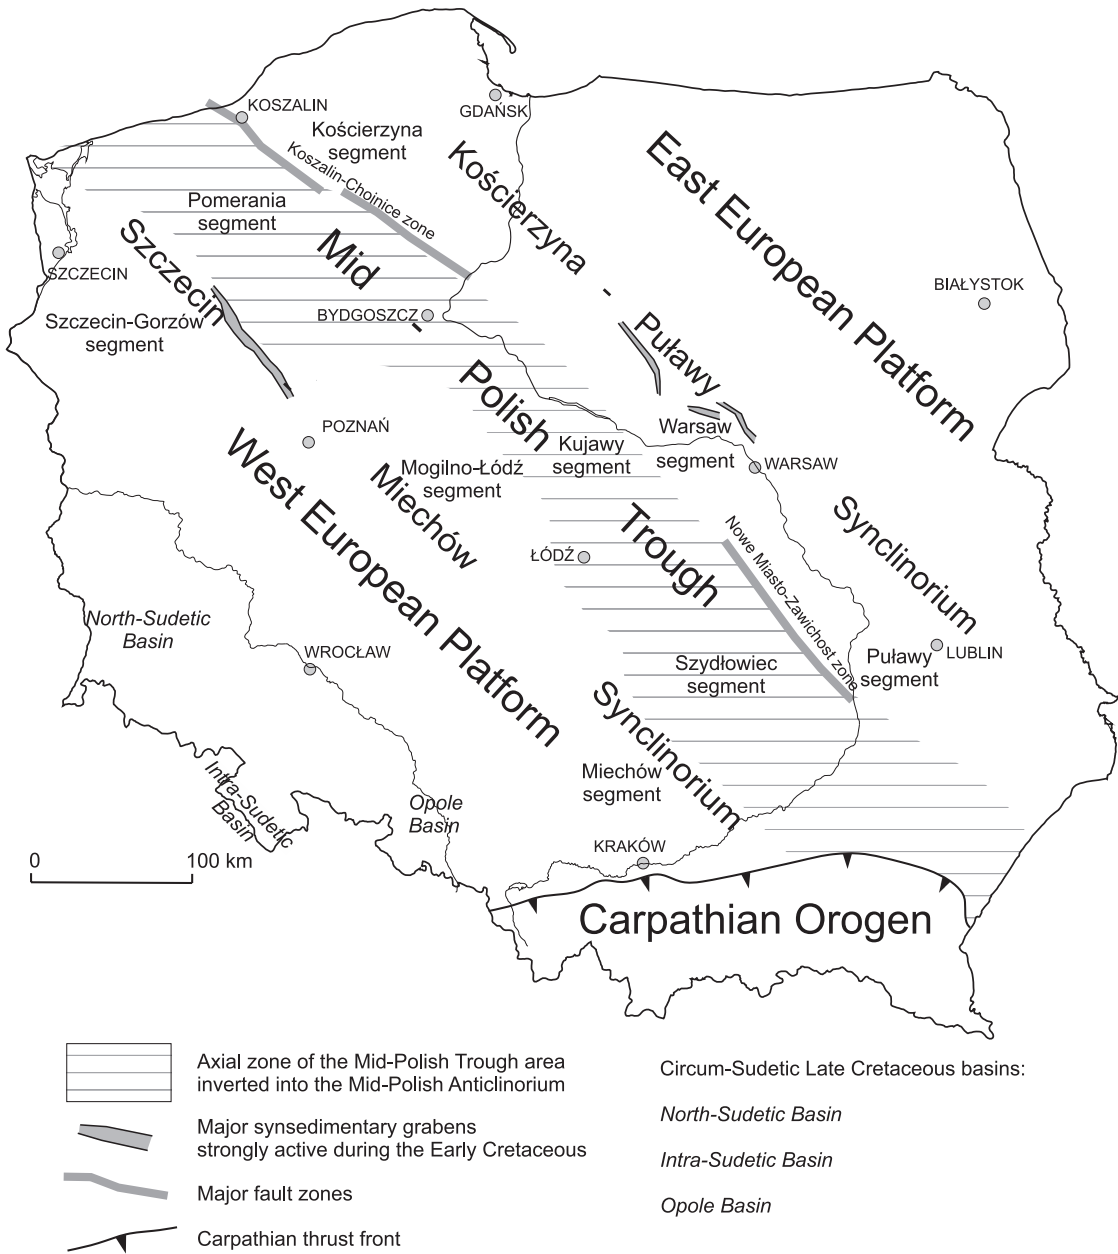 KOSZALIN
GDAŃSK
Kościerzyna
segment
Koszalin-Chojnice zone
Kościerzyna
-
Puławy
Synclinorium
East European Platform
Pomerania
segment
Mid
-
Polish
Trough
Szczecin
SZCZECIN
BIAŁYSTOK
BYDGOSZCZ
Szczecin-Gorzów
segment
POZNAŃ
Warsaw
segment
WARSAW
Kujawy
segment
Mogilno-Łódź
segment
West European Platform
Miechów
Synclinorium
ŁÓDŹ
Nowe Miasto-Zawichost zone
North-Sudetic
Basin
WROCŁAW
Szydłowiec
segment
Puławy
segment
LUBLIN
Intra-Sudetic
Basin
Opole
Basin
Miechów
segment
KRAKÓW
0
100 km
Carpathian Orogen
Axial zone of the Mid-Polish Trough area
inverted into the Mid-Polish Anticlinorium
Major synsedimentary grabens
strongly active during the Early Cretaceous
Major fault zones
Carpathian thrust front
Circum-Sudetic Late Cretaceous basins:
North-Sudetic Basin
Intra-Sudetic Basin
Opole Basin